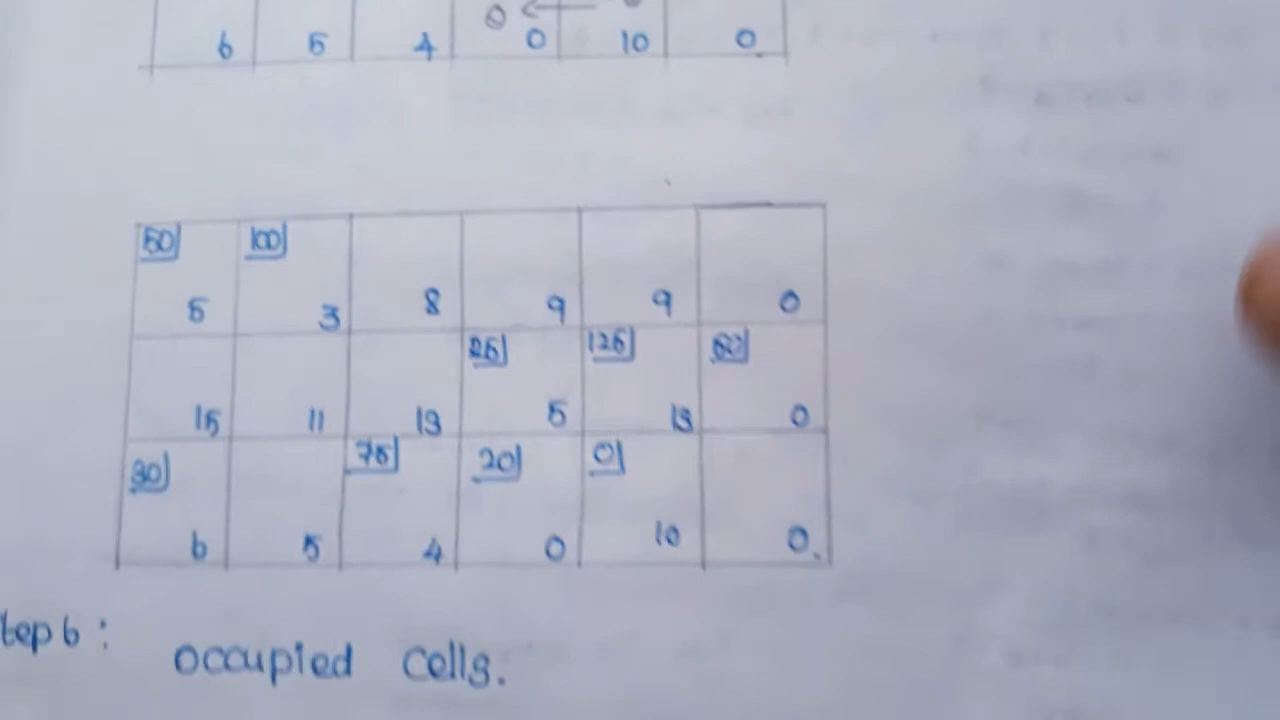 0 ←
6 5 4 0 10 0
50 100
5 3 8 9 9 0
25 125
15 11 13 5 13 0
30 75 20 0
6 5 4 0 10 0
tep 6 :
occupied cells.